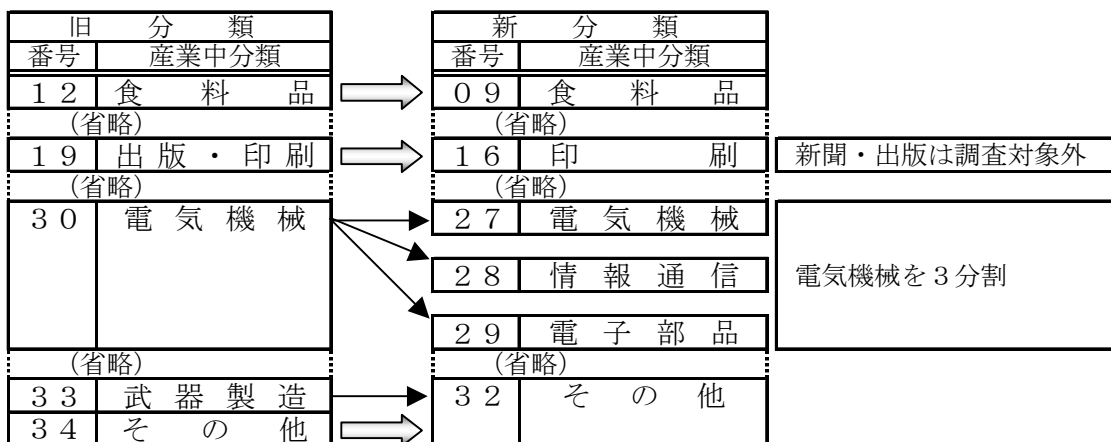 旧 分 類 新 分 類
番号 産業中分類 番号 産業中分類
12 食 料 品 09 食 料 品
(省略) (省略)
19 出版・印刷 16 印 刷 新聞・出版は調査対象外
(省略) (省略)
30 電気機械 27 電気機械
28 情報通信 電気機械を3分割
29 電子部品
(省略) (省略)
33 武器製造 32 その他
34 その他